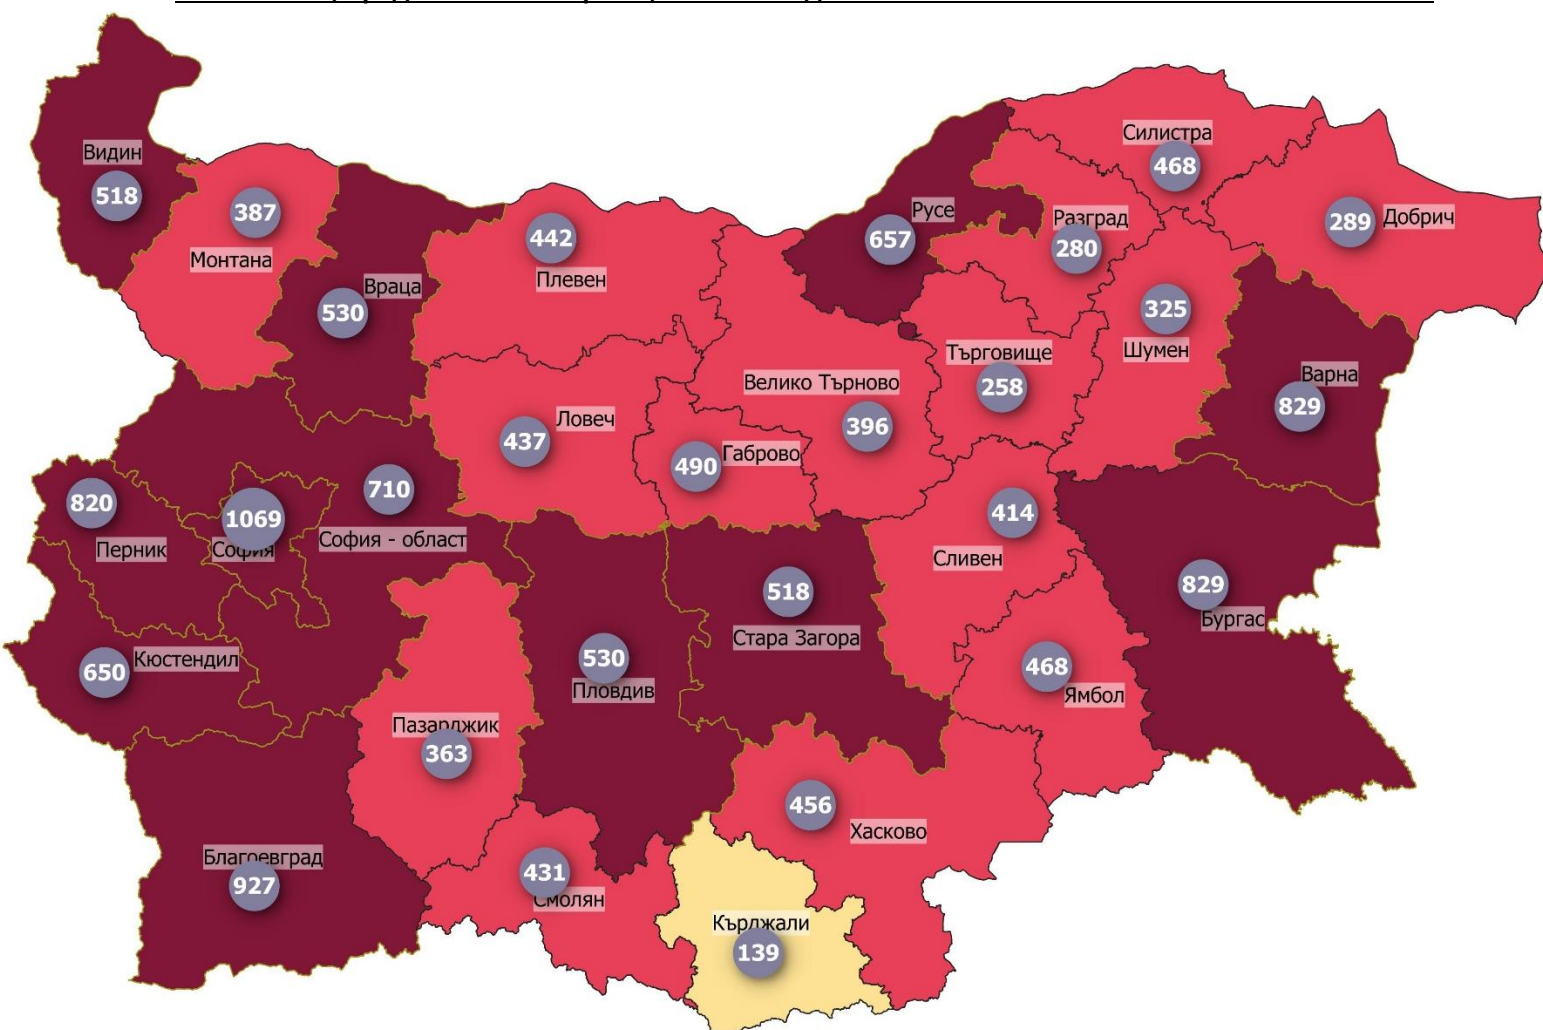 Видин
518
387
Монтана
Враца
530
442
Плевен
Русе
657
Силистра
468
Разград
280
289
Добрич
325
Шумен
Търговище
258
Варна
829
Велико Търново
396
Ловеч
437
Габрово
490
820
Перник
1069
София
710
София - област
414
Сливен
518
Стара Загора
829
Бургас
650
Кюстендил
530
Пловдив
468
Ямбол
Пазарджик
363
456
Хасково
Благоевград
927
431
Смолян
Кърджали
139